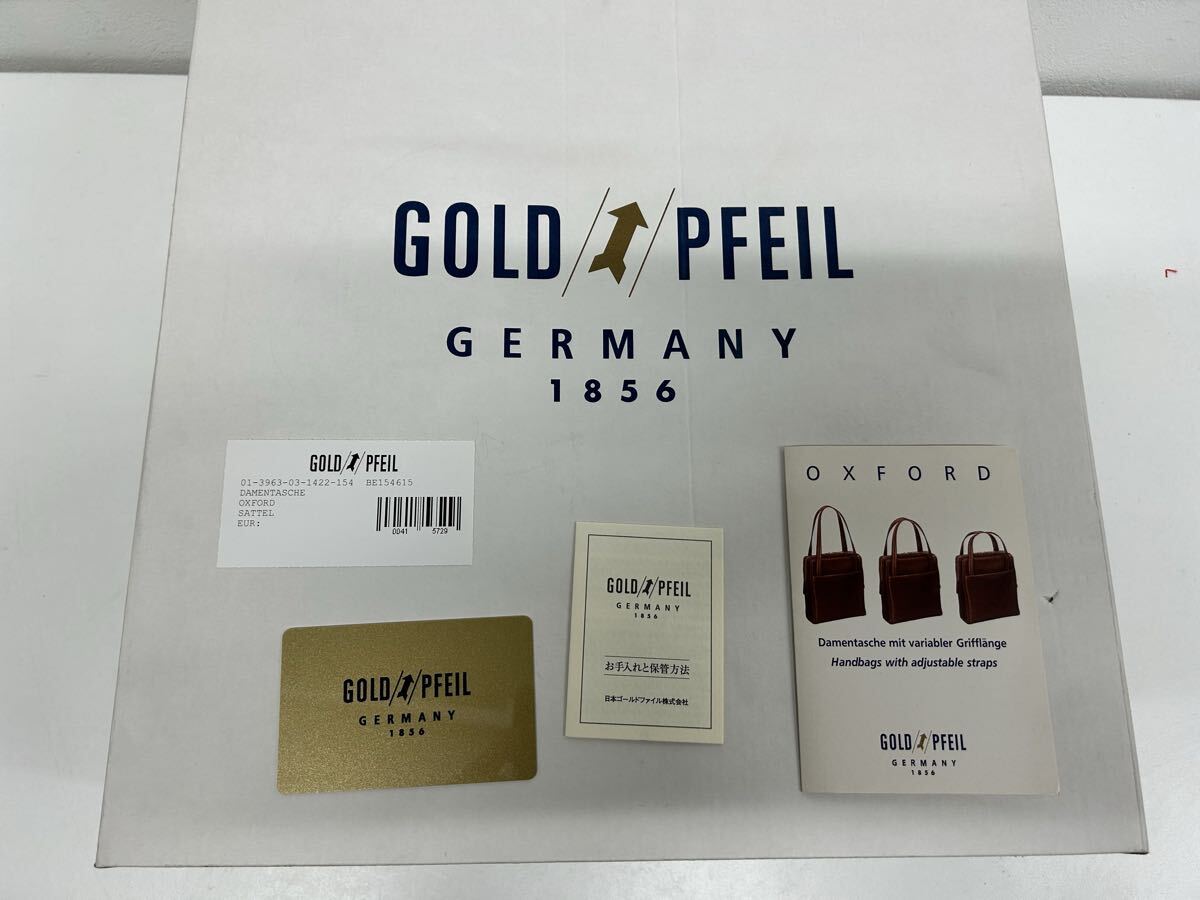 GOLD PFEIL
GERMANY
1856
GOLD PFEIL
01-3963-03-1422-154 BE154615
DAMENTASCHE
OXFORD
SATTEL
EUR:
0041 5729
GOLD PFEIL
GERMANY
1856
GOLD PFEIL
GERMANY
1856
お手入れと保管方法
日本ゴールドファイル株式会社
OXFORD
Damentasche mit variabler Grifflänge
Handbags with adjustable straps
GOLD PFEIL
GERMANY
1856